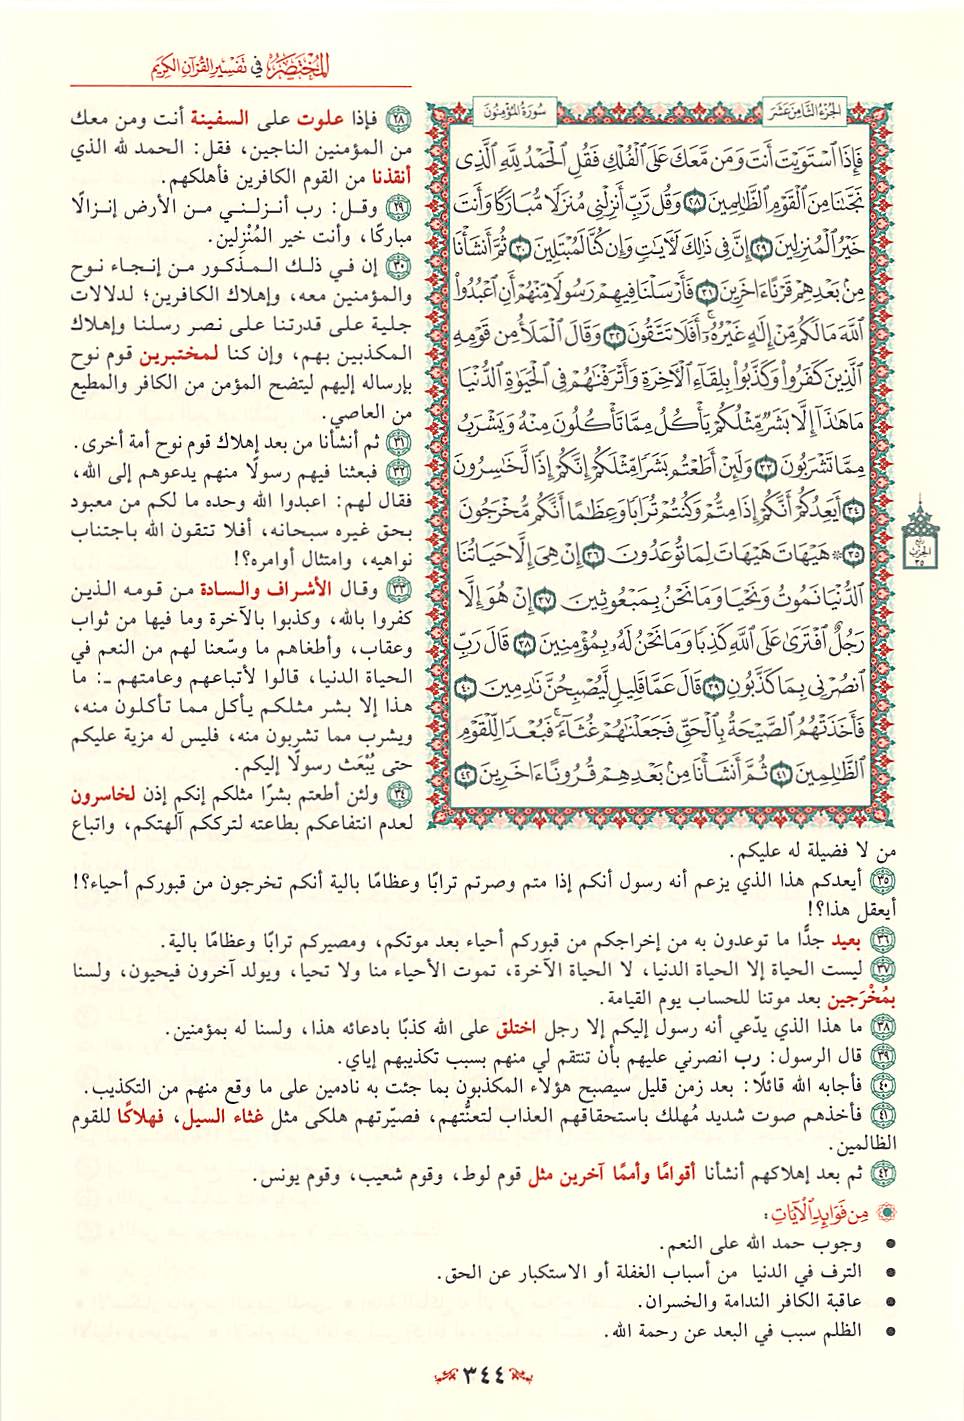 المختصر في تفسير القرآن الكريم
الجزء الثامن عشر
سورة المؤمنون
فَإِذَا ٱسْتَوَيْتَ أَنتَ وَمَن مَّعَكَ عَلَى ٱلْفُلْكِ فَقُلِ ٱلْحَمْدُ لِلَّهِ ٱلَّذِى
نَجَّىٰنَا مِنَ ٱلْقَوْمِ ٱلظَّٰلِمِينَ ٢٨ وَقُل رَّبِّ أَنزِلْنِى مُنزَلًا مُّبَارَكًا وَأَنتَ
خَيْرُ ٱلْمُنزِلِينَ ٢٩ إِنَّ فِى ذَٰلِكَ لَـَٔايَٰتٍ وَإِن كُنَّا لَمُبْتَلِينَ ٣٠ ثُمَّ أَنشَأْنَا
مِنۢ بَعْدِهِمْ قَرْنًا ءَاخَرِينَ ٣١ فَأَرْسَلْنَا فِيهِمْ رَسُولًا مِّنْهُمْ أَنِ ٱعْبُدُوا۟
ٱللَّهَ مَا لَكُم مِّنْ إِلَٰهٍ غَيْرُهُۥٓ ۖ أَفَلَا تَتَّقُونَ ٣٢ وَقَالَ ٱلْمَلَأُ مِن قَوْمِهِ
ٱلَّذِينَ كَفَرُوا۟ وَكَذَّبُوا۟ بِلِقَآءِ ٱلْـَٔاخِرَةِ وَأَتْرَفْنَٰهُمْ فِى ٱلْحَيَوٰةِ ٱلدُّنْيَا
مَا هَٰذَآ إِلَّا بَشَرٌ مِّثْلُكُمْ يَأْكُلُ مِمَّا تَأْكُلُونَ مِنْهُ وَيَشْرَبُ
مِمَّا تَشْرَبُونَ ٣٣ وَلَئِنْ أَطَعْتُم بَشَرًا مِّثْلَكُمْ إِنَّكُمْ إِذًا لَّخَٰسِرُونَ
٣٤ أَيَعِدُكُمْ أَنَّكُمْ إِذَا مِتُّمْ وَكُنتُمْ تُرَابًا وَعِظَٰمًا أَنَّكُم مُّخْرَجُونَ
٣٥ ۞ هَيْهَاتَ هَيْهَاتَ لِمَا تُوعَدُونَ ٣٦ إِنْ هِىَ إِلَّا حَيَاتُنَا
ٱلدُّنْيَا نَمُوتُ وَنَحْيَا وَمَا نَحْنُ بِمَبْعُوثِينَ ٣٧ إِنْ هُوَ إِلَّا
رَجُلٌ ٱفْتَرَىٰ عَلَى ٱللَّهِ كَذِبًا وَمَا نَحْنُ لَهُۥ بِمُؤْمِنِينَ ٣٨ قَالَ رَبِّ
ٱنصُرْنِى بِمَا كَذَّبُونِ ٣٩ قَالَ عَمَّا قَلِيلٍ لَّيُصْبِحُنَّ نَٰدِمِينَ ٤٠
فَأَخَذَتْهُمُ ٱلصَّيْحَةُ بِٱلْحَقِّ فَجَعَلْنَٰهُمْ غُثَآءً ۚ فَبُعْدًا لِّلْقَوْمِ
ٱلظَّٰلِمِينَ ٤١ ثُمَّ أَنشَأْنَا مِنۢ بَعْدِهِمْ قُرُونًا ءَاخَرِينَ ٤٢
ربع
الحزب
٣٥
٢٨ فإذا علوت على السفينة أنت ومن معك
من المؤمنين الناجين، فقل: الحمد لله الذي
أنقذنا من القوم الكافرين فأهلكهم.
٢٩ وقل: رب أنزلني من الأرض إنزالًا
مباركًا، وأنت خير المُنْزلين.
٣٠ إن في ذلك المذكور من إنجاء نوح
والمؤمنين معه، وإهلاك الكافرين؛ لدلالات
جلية على قدرتنا على نصر رسلنا وإهلاك
المكذبين بهم، وإن كنا لمختبرين قوم نوح
بإرساله إليهم ليتضح المؤمن من الكافر والمطيع
من العاصي.
٣١ ثم أنشأنا من بعد إهلاك قوم نوح أمة أخرى.
٣٢ فبعثنا فيهم رسولًا منهم يدعوهم إلى الله،
فقال لهم: اعبدوا الله وحده ما لكم من معبود
بحق غيره سبحانه، أفلا تتقون الله باجتناب
نواهيه، وامتثال أوامره؟!
٣٣ وقال الأشراف والسادة من قومه الذين
كفروا بالله، وكذبوا بالآخرة وما فيها من ثواب
وعقاب، وأطغاهم ما وسّعنا لهم من النعم في
الحياة الدنيا، قالوا لأتباعهم وعامتهم -: ما
هذا إلا بشر مثلكم يأكل مما تأكلون منه،
ويشرب مما تشربون منه، فليس له مزية عليكم
حتى يُبْعَث رسولًا إليكم.
٣٤ ولئن أطعتم بشرًا مثلكم إنكم إذن لخاسرون
لعدم انتفاعكم بطاعته لترككم آلهتكم، واتباع
من لا فضيلة له عليكم.
٣٥ أيعدكم هذا الذي يزعم أنه رسول أنكم إذا متم وصرتم ترابًا وعظامًا بالية أنكم تخرجون من قبوركم أحياء؟!
أيعقل هذا؟!
٣٦ بعيد جدًّا ما توعدون به من إخراجكم من قبوركم أحياء بعد موتكم، ومصيركم ترابًا وعظامًا بالية.
٣٧ ليست الحياة إلا الحياة الدنيا، لا الحياة الآخرة، تموت الأحياء منا ولا تحيا، ويولد آخرون فيحيون، ولسنا
بمُخْرَجين بعد موتنا للحساب يوم القيامة.
٣٨ ما هذا الذي يدّعي أنه رسول إليكم إلا رجل اختلق على الله كذبًا بادعائه هذا، ولسنا له بمؤمنين.
٣٩ قال الرسول: رب انصرني عليهم بأن تنتقم لي منهم بسبب تكذيبهم إياي.
٤٠ فأجابه الله قائلًا: بعد زمن قليل سيصبح هؤلاء المكذبون بما جئت به نادمين على ما وقع منهم من التكذيب.
٤١ فأخذهم صوت شديد مُهلك باستحقاقهم العذاب لتعنُّتهم، فصيّرتهم هلكى مثل غثاء السيل، فهلاكًا للقوم
الظالمين.
٤٢ ثم بعد إهلاكهم أنشأنا أقوامًا وأممًا آخرين مثل قوم لوط، وقوم شعيب، وقوم يونس.
من فوائد الآيات:
• وجوب حمد الله على النعم.
• الترف في الدنيا من أسباب الغفلة أو الاستكبار عن الحق.
• عاقبة الكافر الندامة والخسران.
• الظلم سبب في البعد عن رحمة الله.
٣٤٤